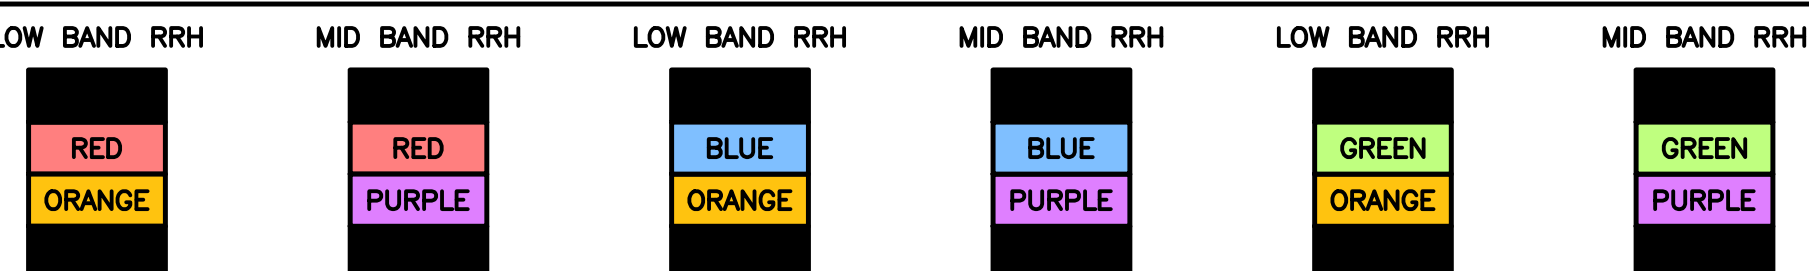 LOW BAND RRH MID BAND RRH LOW BAND RRH MID BAND RRH LOW BAND RRH MID BAND RRH
RED RED BLUE BLUE GREEN GREEN
ORANGE PURPLE ORANGE PURPLE ORANGE PURPLE